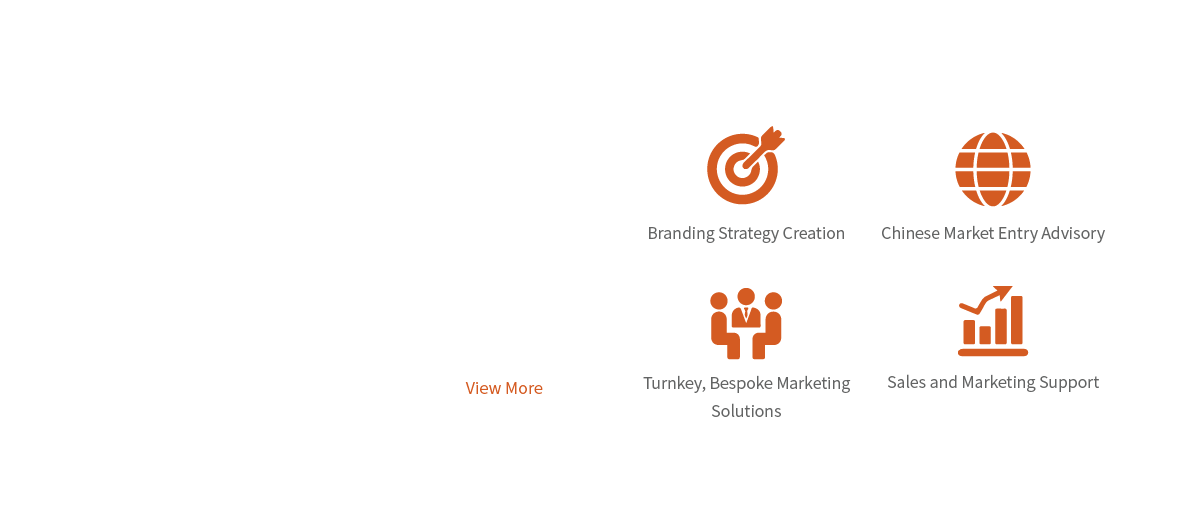 View More
Branding Strategy Creation
Chinese Market Entry Advisory
Turnkey, Bespoke Marketing
Solutions
Sales and Marketing Support